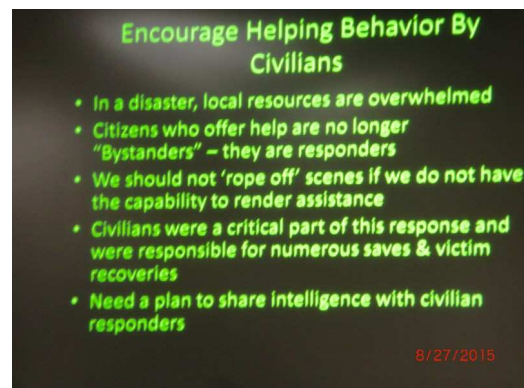 Encourage Helping Behavior By
Civilians
• In a disaster, local resources are overwhelmed
• Citizens who offer help are no longer
"Bystanders" – they are responders
• We should not 'rope off' scenes if we do not have
the capability to render assistance
• Civilians were a critical part of this response and
were responsible for numerous saves & victim
recoveries
• Need a plan to share intelligence with civilian
responders
8/27/2015